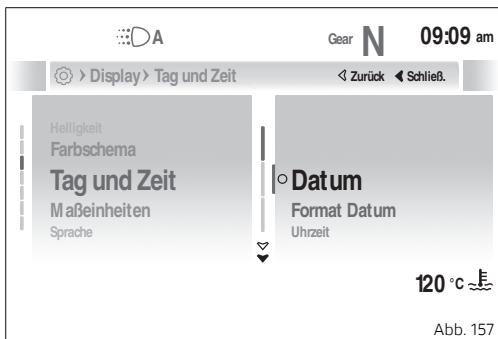 A Gear N 09:09 am
Display Tag und Zeit Zurück Schließ.
Helligkeit
Farbschema
Tag und Zeit
Maßeinheiten
Sprache
Datum
Format Datum
Uhrzeit
120 °C
Abb. 157